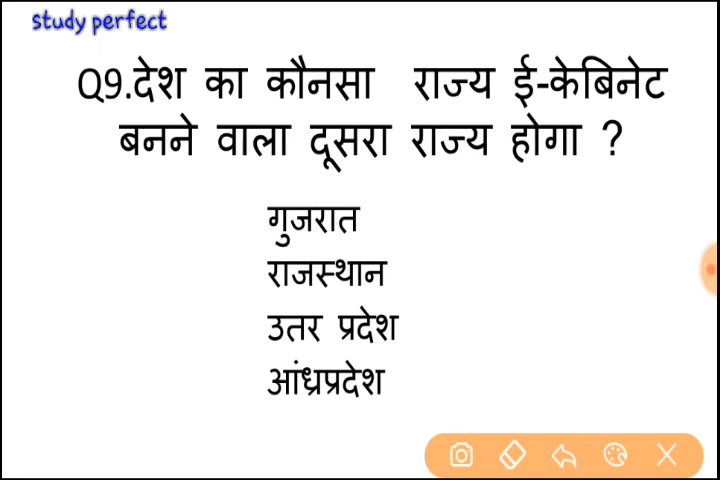 study perfect
Q9.देश का कौनसा राज्य ई-केबिनेट
बनने वाला दूसरा राज्य होगा ?
गुजरात
राजस्थान
उतर प्रदेश
आंध्रप्रदेश